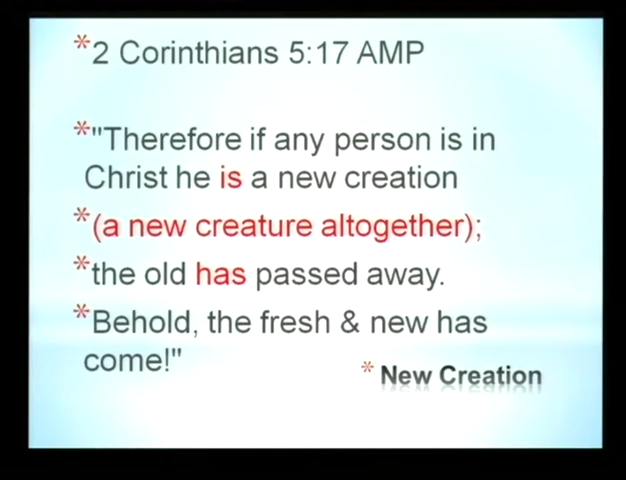 *2 Corinthians 5:17 AMP
*"Therefore if any person is in
Christ he is a new creation
*(a new creature altogether);
*the old has passed away.
*Behold, the fresh & new has
come!"
* New Creation